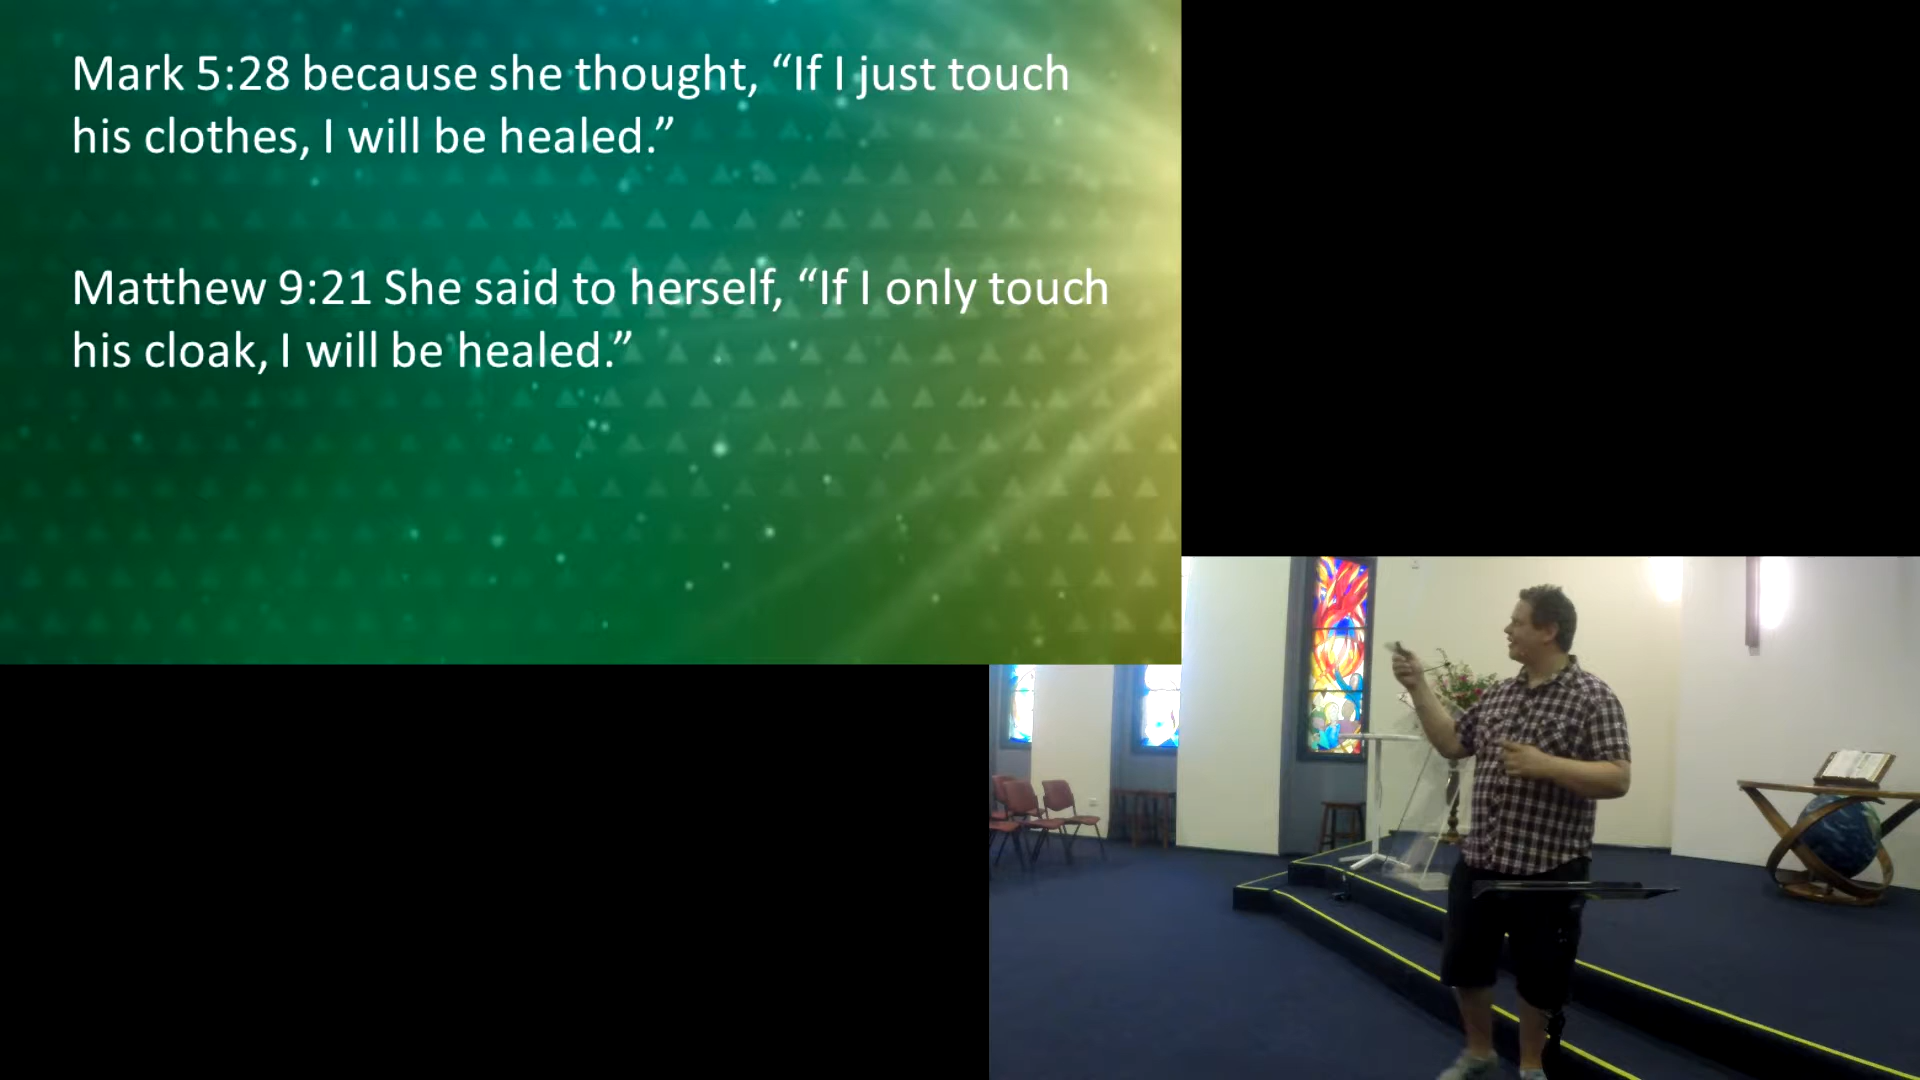 Mark 5:28 because she thought, “If I just touch
his clothes, I will be healed.”
Matthew 9:21 She said to herself, “If I only touch
his cloak, I will be healed.”